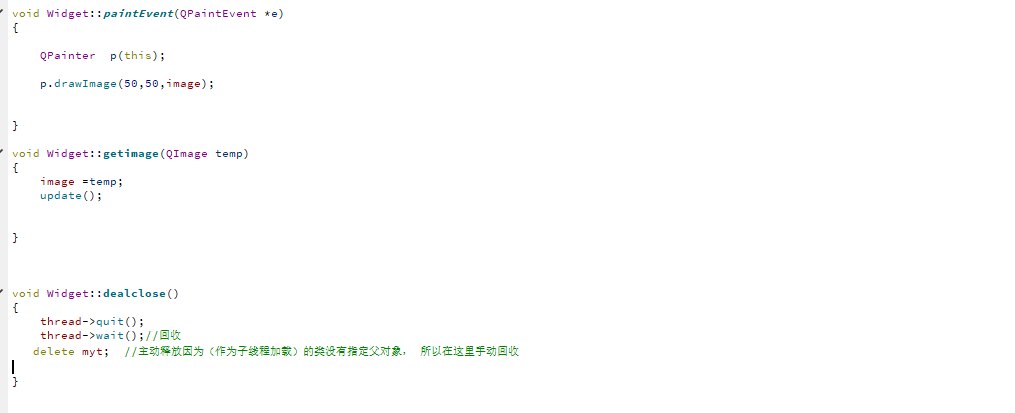 void Widget::paintEvent(QPaintEvent *e)
{
QPainter  p(this);
p.drawImage(50,50,image);
}
void Widget::getimage(QImage temp)
{
image =temp;
update();
}
void Widget::dealclose()
{
thread->quit();
thread->wait();//回收
delete myt;  //主动释放因为（作为子线程加载）的类没有指定父对象， 所以在这里手动回收
}